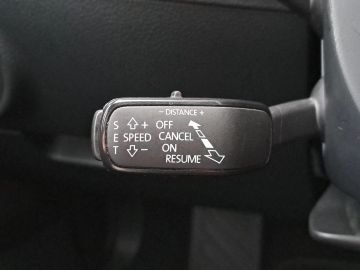 − DISTANCE +
S ⇧ + OFF
E SPEED CANCEL
T ⇩ − ON
RESUME